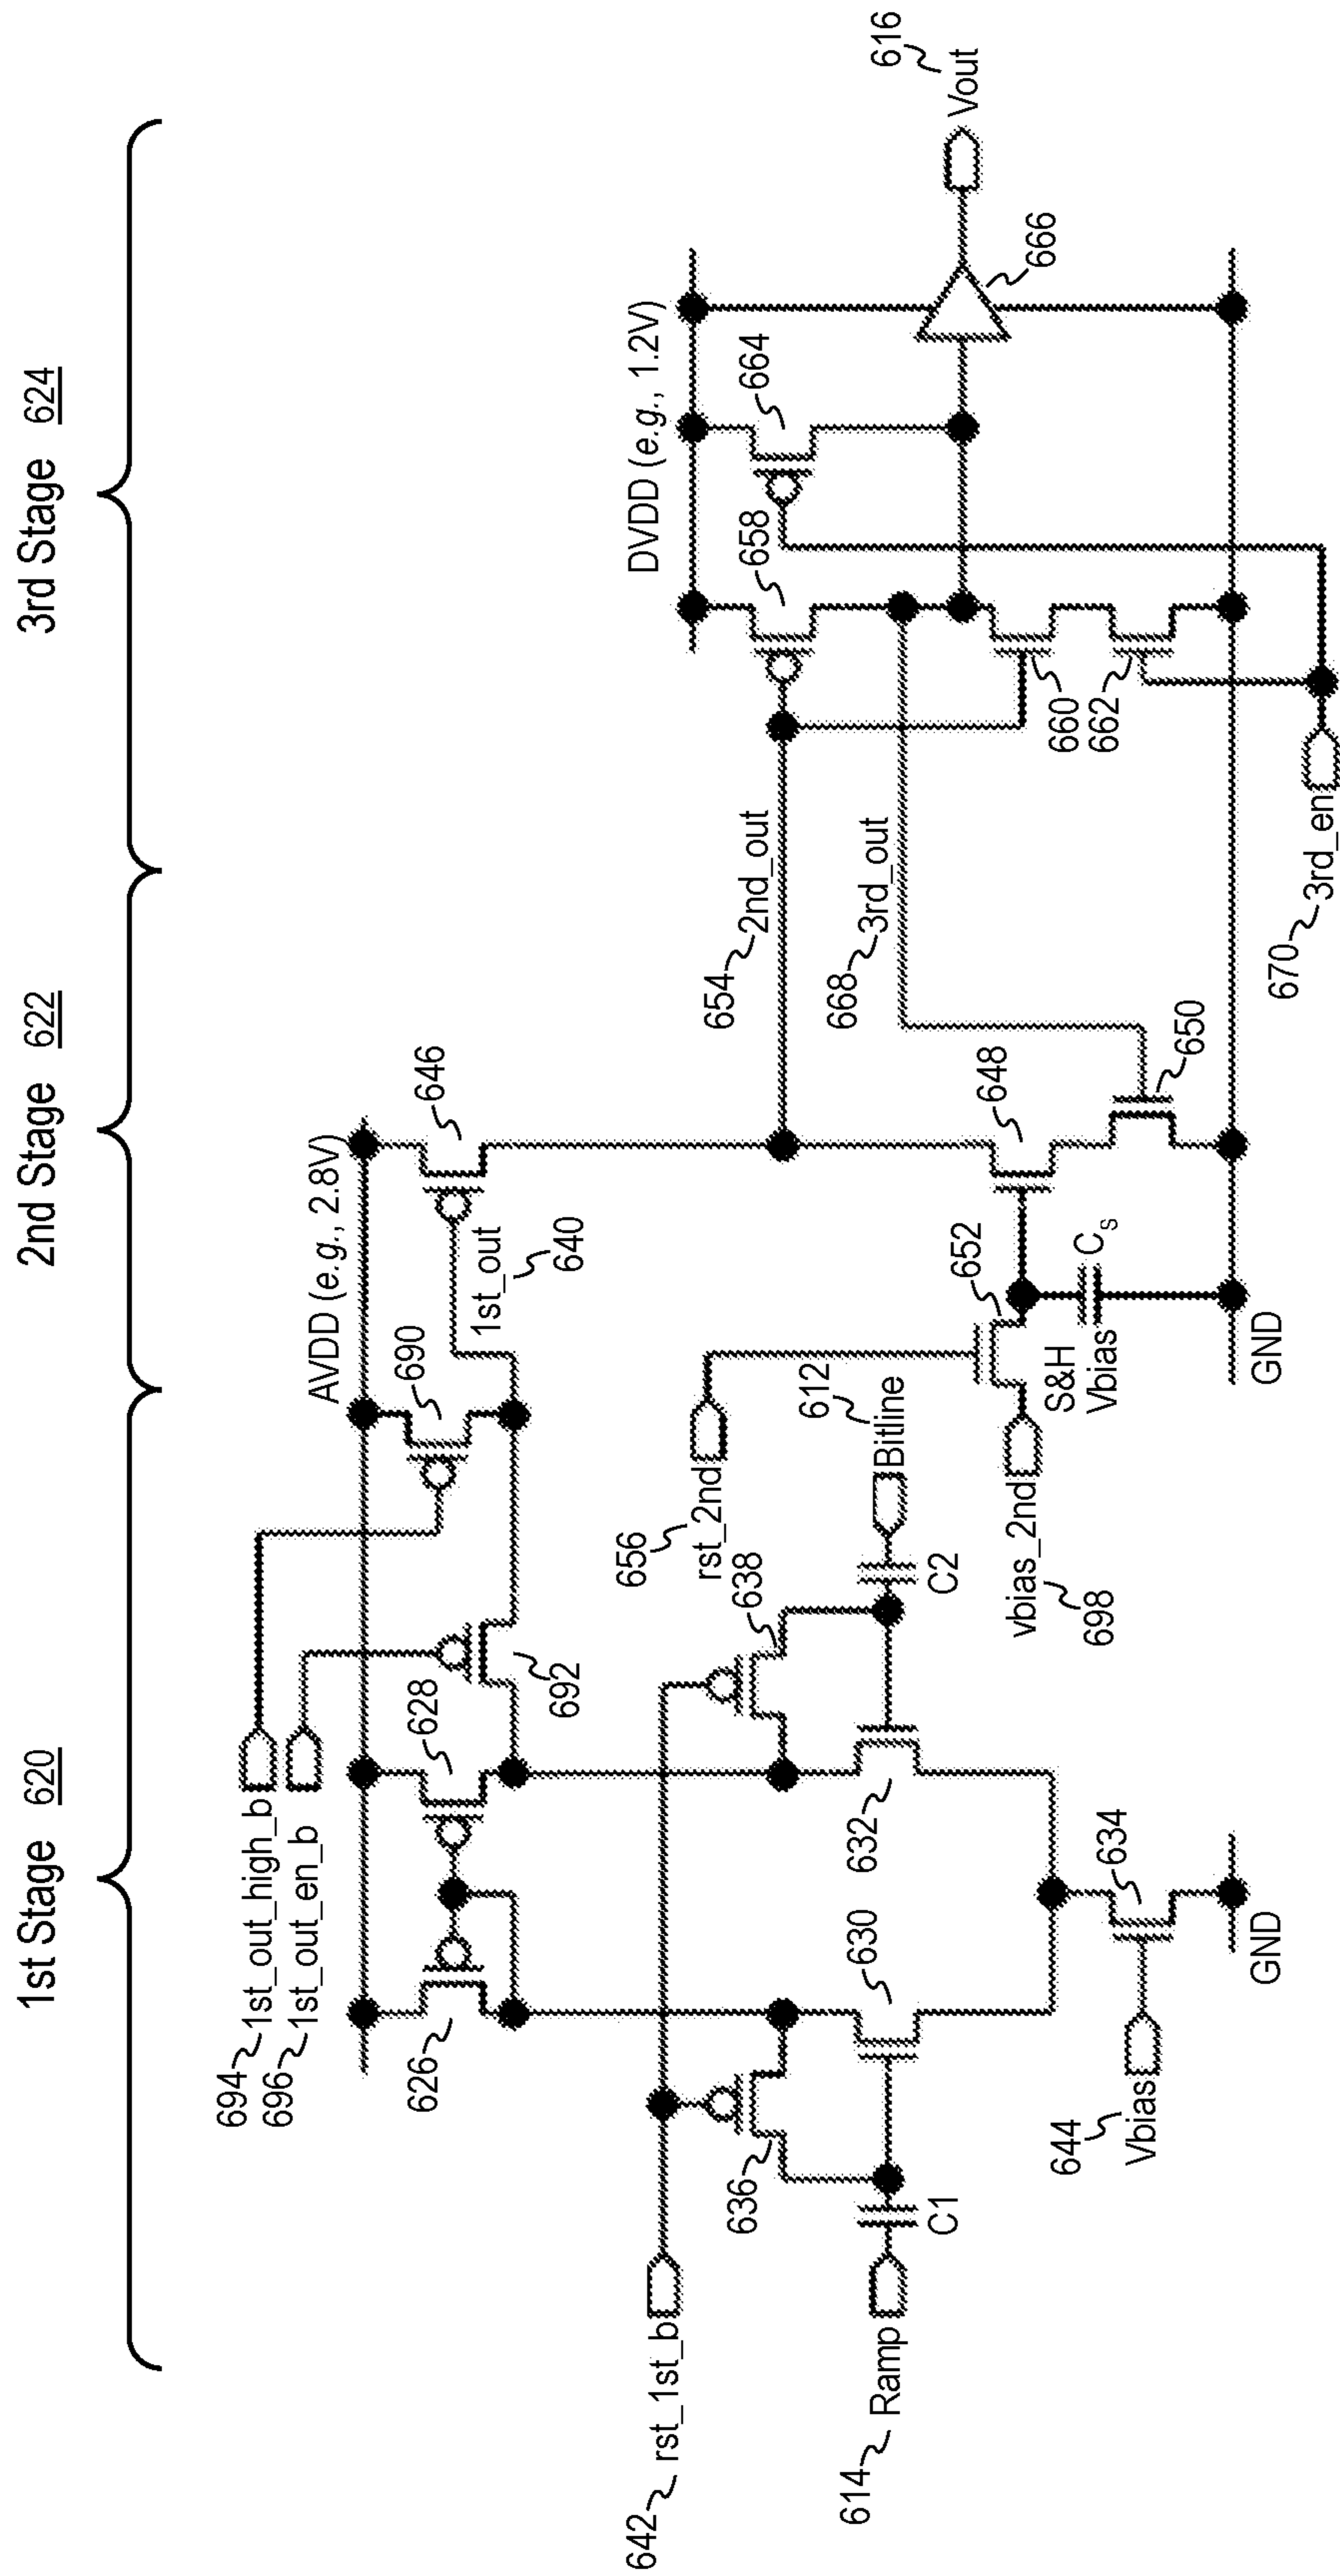 1st Stage 620
2nd Stage 622
3rd Stage 624
694 1st_out_high_b
696 1st_out_en_b
AVDD (e.g., 2.8V)
626
628
690
692
646
1st_out
640
642 rst_1st_b
636
638
656
rst_2nd
654 2nd_out
668 3rd_out
DVDD (e.g., 1.2V)
658
664
666
616
Vout
614 Ramp
C1
630
632
C2
612
Bitline
652
648
650
S&H
Vbias
Cs
vbias_2nd
698
660
662
644
Vbias
634
GND
GND
670 3rd_en